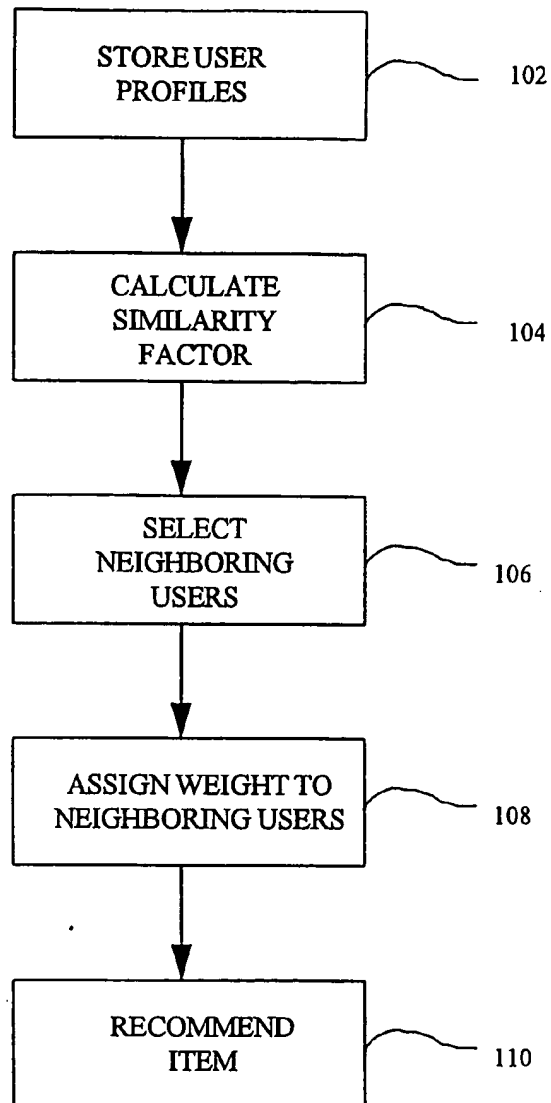 STORE USER
PROFILES
102
CALCULATE
SIMILARITY
FACTOR
104
SELECT
NEIGHBORING
USERS
106
ASSIGN WEIGHT TO
NEIGHBORING USERS
108
RECOMMEND
ITEM
110